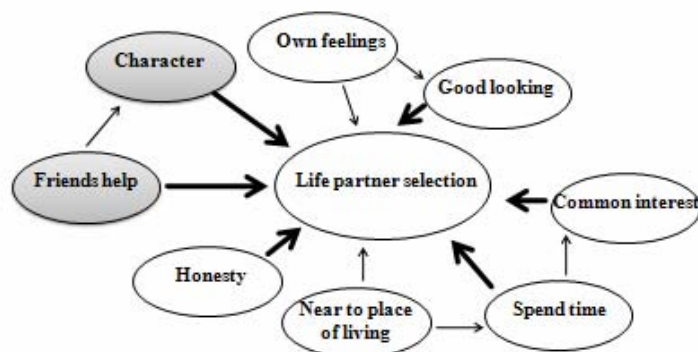 Own feelings
Character
Good looking
Friends help
Life partner selection
Common interest
Honesty
Near to place
of living
Spend time